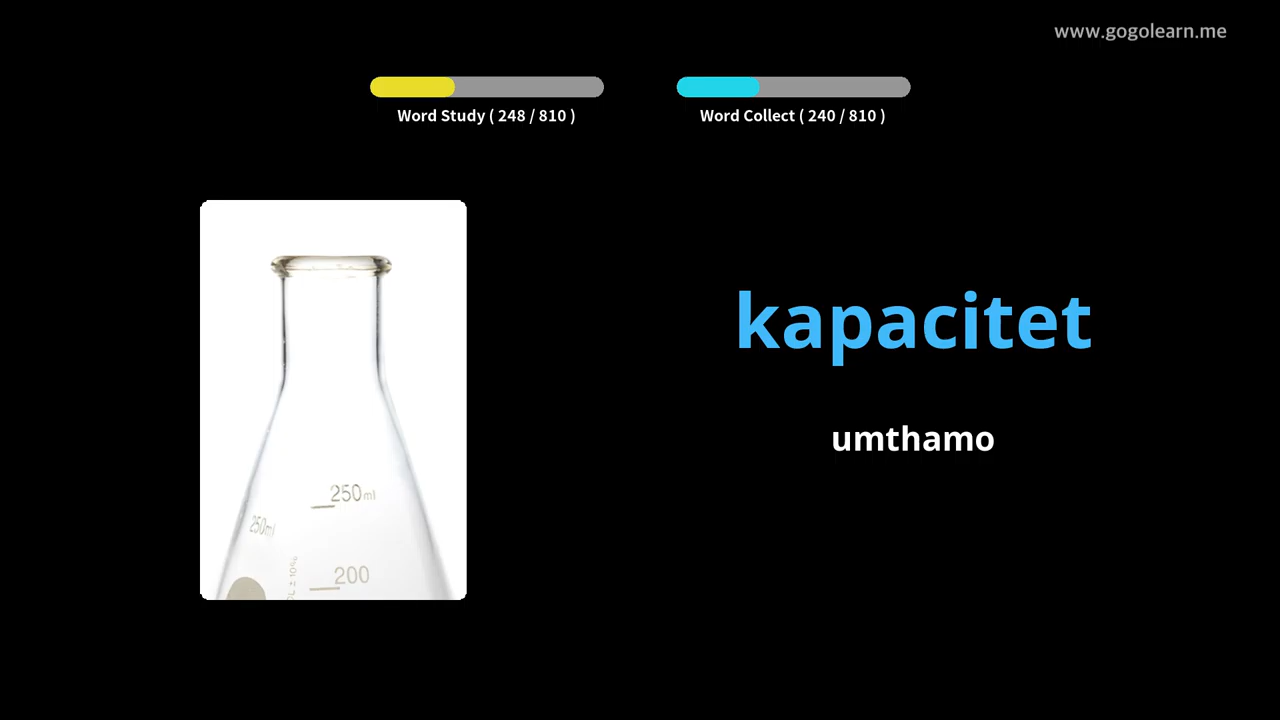 www.gogolearn.me
Word Study ( 248 / 810 )
Word Collect ( 240 / 810 )
kapacitet
umthamo
250ml
250ml
200